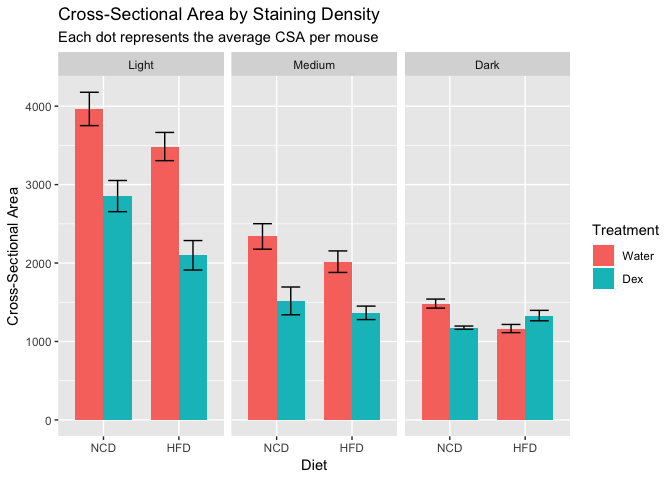 Cross-Sectional Area by Staining Density
Each dot represents the average CSA per mouse
Light
Medium
Dark
4000
3000
2000
1000
0
Cross-Sectional Area
NCD
HFD
NCD
HFD
NCD
HFD
Diet
Treatment
Water
Dex